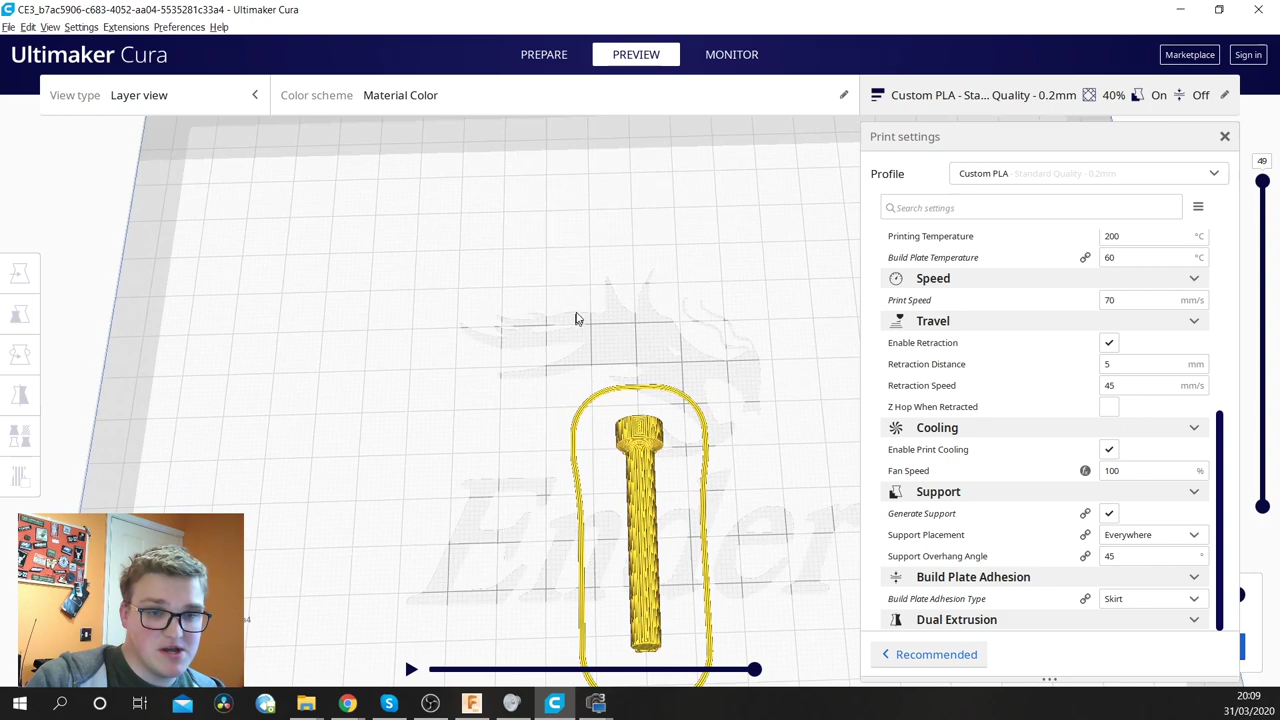 CE3_b7ac5906-c683-4052-aa04-5535281c33a4 - Ultimaker Cura
File Edit View Settings Extensions Preferences Help
Ultimaker Cura
PREPARE
PREVIEW
MONITOR
Marketplace
Sign in
View type Layer view
Color scheme Material Color
Custom PLA - Sta... Quality - 0.2mm 40% On Off
Print settings
49
Profile Custom PLA - Standard Quality - 0.2mm
Search settings
Printing Temperature 200 °C
Build Plate Temperature 60 °C
Speed
Print Speed 70 mm/s
Travel
Enable Retraction
Retraction Distance 5 mm
Retraction Speed 45 mm/s
Z Hop When Retracted
Cooling
Enable Print Cooling
Fan Speed 100 %
Support
Generate Support
Support Placement Everywhere
Support Overhang Angle 45 °
Build Plate Adhesion
Build Plate Adhesion Type Skirt
Dual Extrusion
Recommended
Ender
a4
20:09
31/03/2020